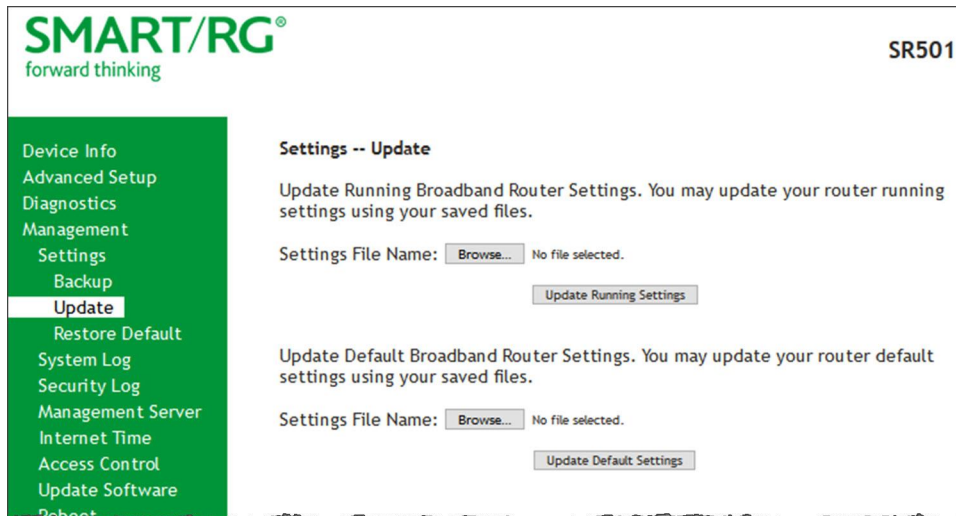 SMART/RG®
forward thinking
SR501
Device Info
Advanced Setup
Diagnostics
Management
Settings
Backup
Update
Restore Default
System Log
Security Log
Management Server
Internet Time
Access Control
Update Software
Reboot
Settings -- Update
Update Running Broadband Router Settings. You may update your router running
settings using your saved files.
Settings File Name: Browse... No file selected.
Update Running Settings
Update Default Broadband Router Settings. You may update your router default
settings using your saved files.
Settings File Name: Browse... No file selected.
Update Default Settings